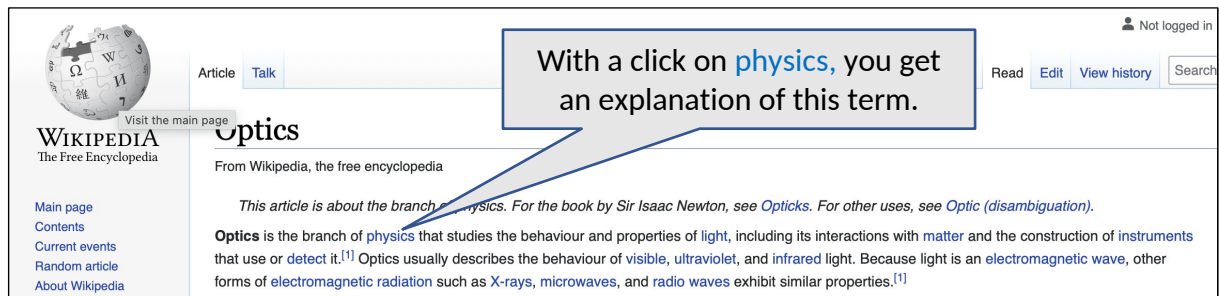 Not logged in
Article Talk
Read Edit View history Search
With a click on physics, you get
an explanation of this term.
Ω W И 維 7
Visit the main page
WIKIPEDIA
The Free Encyclopedia
Optics
From Wikipedia, the free encyclopedia
Main page
Contents
Current events
Random article
About Wikipedia
This article is about the branch of physics. For the book by Sir Isaac Newton, see Opticks. For other uses, see Optic (disambiguation).
Optics is the branch of physics that studies the behaviour and properties of light, including its interactions with matter and the construction of instruments
that use or detect it.[1] Optics usually describes the behaviour of visible, ultraviolet, and infrared light. Because light is an electromagnetic wave, other
forms of electromagnetic radiation such as X-rays, microwaves, and radio waves exhibit similar properties.[1]